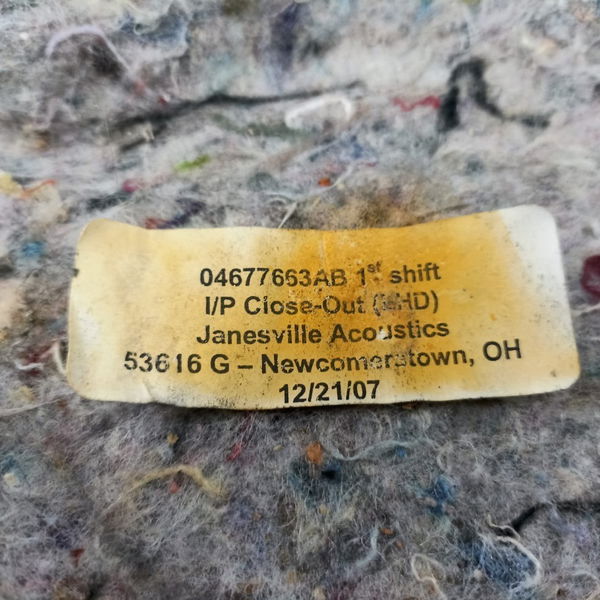 04677663AB 1st shift
I/P Close-Out
Janesville Acoustics
53616 G – Newcomerstown, OH
12/21/07